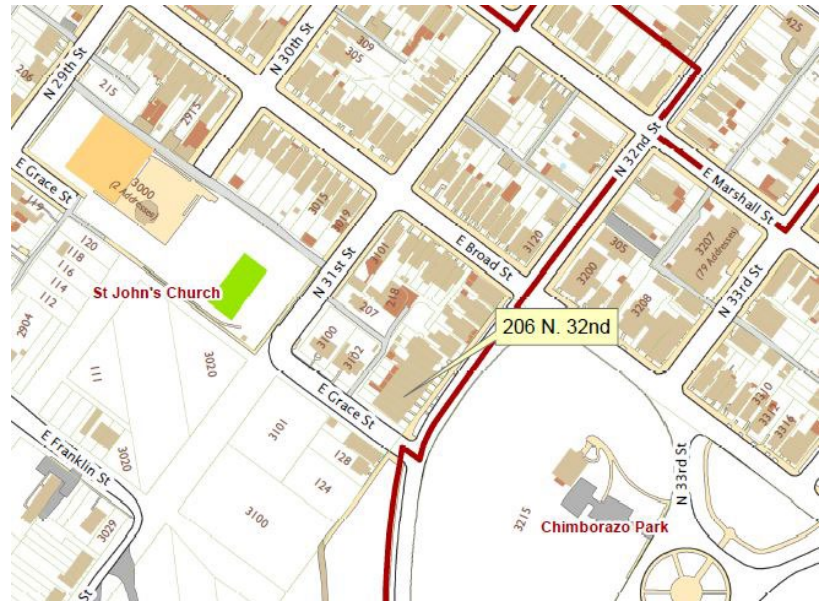 N 29th St
206
215
2915
N 30th St
309
305
425
N 32nd St
E Marshall St
E Grace St
119
3000
(2 Addresses)
3015
3019
3120
305
3207
(79 Addresses)
E Broad St
120
118
116
114
112
St John's Church
N 31st St
3101
218
207
3200
3208
N 33rd St
2904
3100
3102
206 N. 32nd
111
3020
E Grace St
3310
3312
3316
E Franklin St
3020
3101
128
124
N 33rd St
3029
3100
3215
Chimborazo Park
St